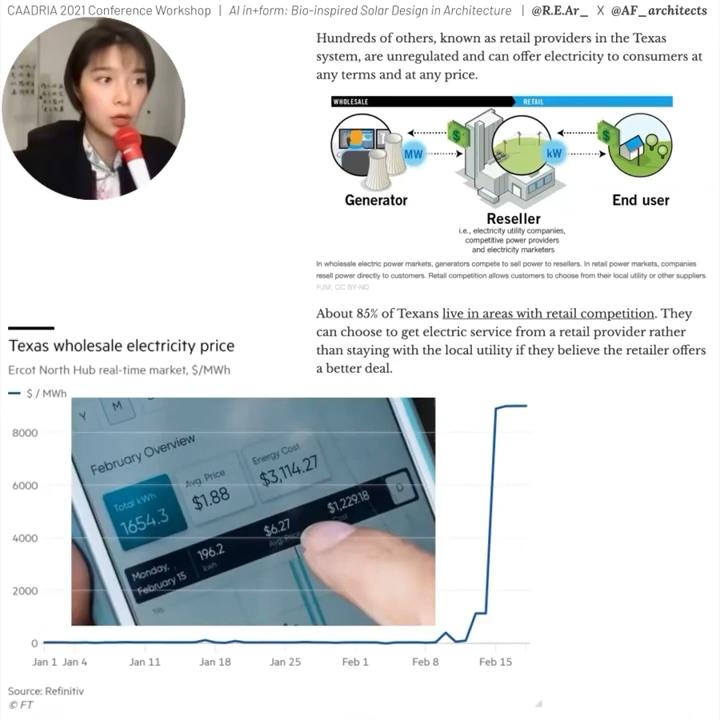 CAADRIA 2021 Conference Workshop | AI in+form: Bio-inspired Solar Design in Architecture | @R.E.Ar_ X @AF_architects
Hundreds of others, known as retail providers in the Texas
system, are unregulated and can offer electricity to consumers at
any terms and at any price.
WHOLESALE RETAIL
$ $
MW kW
Generator
End user
Reseller
i.e., electricity utility companies,
competitive power providers
and electricity marketers
In wholesale electric power markets, generators compete to sell power to resellers. In retail power markets, companies
resell power directly to customers. Retail competition allows customers to choose from their local utility or other suppliers.
PJM, CC BY-ND
About 85% of Texans live in areas with retail competition. They
can choose to get electric service from a retail provider rather
than staying with the local utility if they believe the retailer offers
a better deal.
Texas wholesale electricity price
Ercot North Hub real-time market, $/MWh
$ / MWh
Y M
February Overview
Total kWh
1654.3
Avg. Price
$1.88
Energy Cost
$3,114.27
Monday,
February 15
196.2
kwh
$6.27
Avg. Price
$1,229.18
8000
6000
4000
2000
0
Jan 1 Jan 4 Jan 11 Jan 18 Jan 25 Feb 1 Feb 8 Feb 15
Source: Refinitiv
© FT